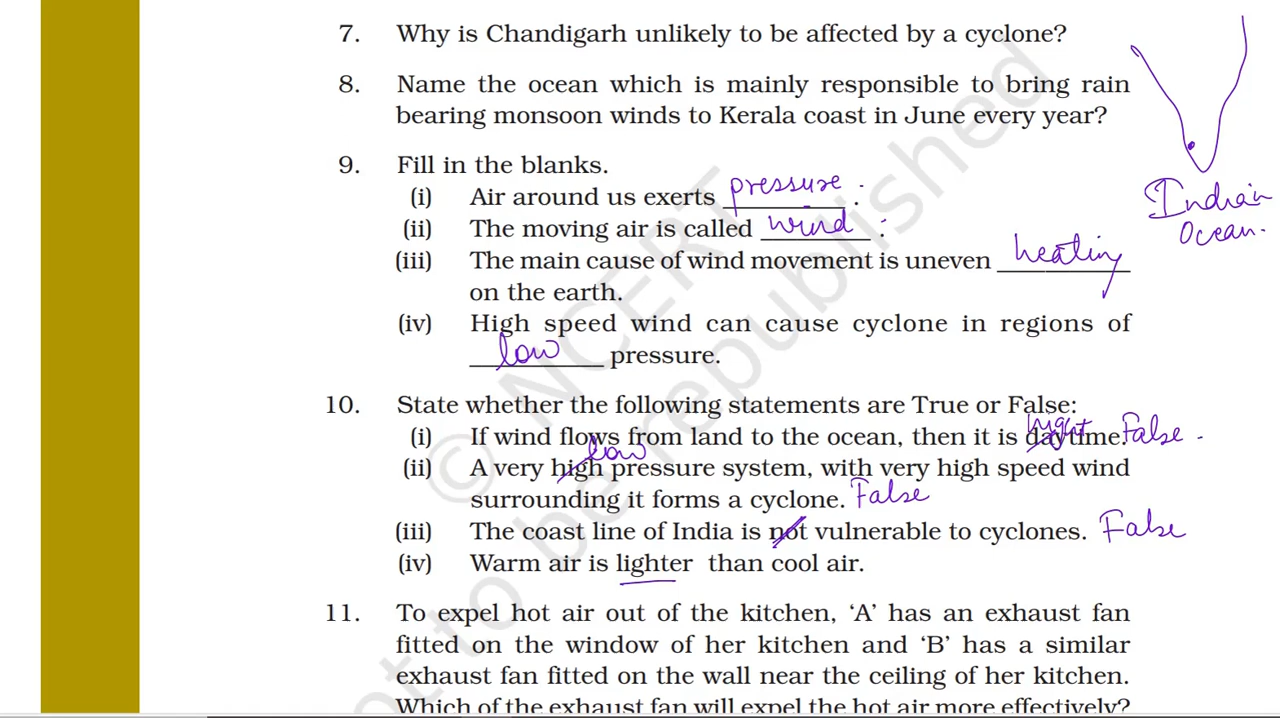 7. Why is Chandigarh unlikely to be affected by a cyclone?
8. Name the ocean which is mainly responsible to bring rain
bearing monsoon winds to Kerala coast in June every year?
Indian
Ocean.
9. Fill in the blanks.
(i) Air around us exerts pressure.
(ii) The moving air is called wind.
(iii) The main cause of wind movement is uneven heating
on the earth.
(iv) High speed wind can cause cyclone in regions of
low pressure.
10. State whether the following statements are True or False:
night
(i) If wind flows from land to the ocean, then it is daytime. False.
low
(ii) A very high pressure system, with very high speed wind
surrounding it forms a cyclone. False
(iii) The coast line of India is not vulnerable to cyclones. False
(iv) Warm air is lighter than cool air.
11. To expel hot air out of the kitchen, ‘A’ has an exhaust fan
fitted on the window of her kitchen and ‘B’ has a similar
exhaust fan fitted on the wall near the ceiling of her kitchen.
Which of the exhaust fan will expel the hot air more effectively?
© NCERT
not to be republished